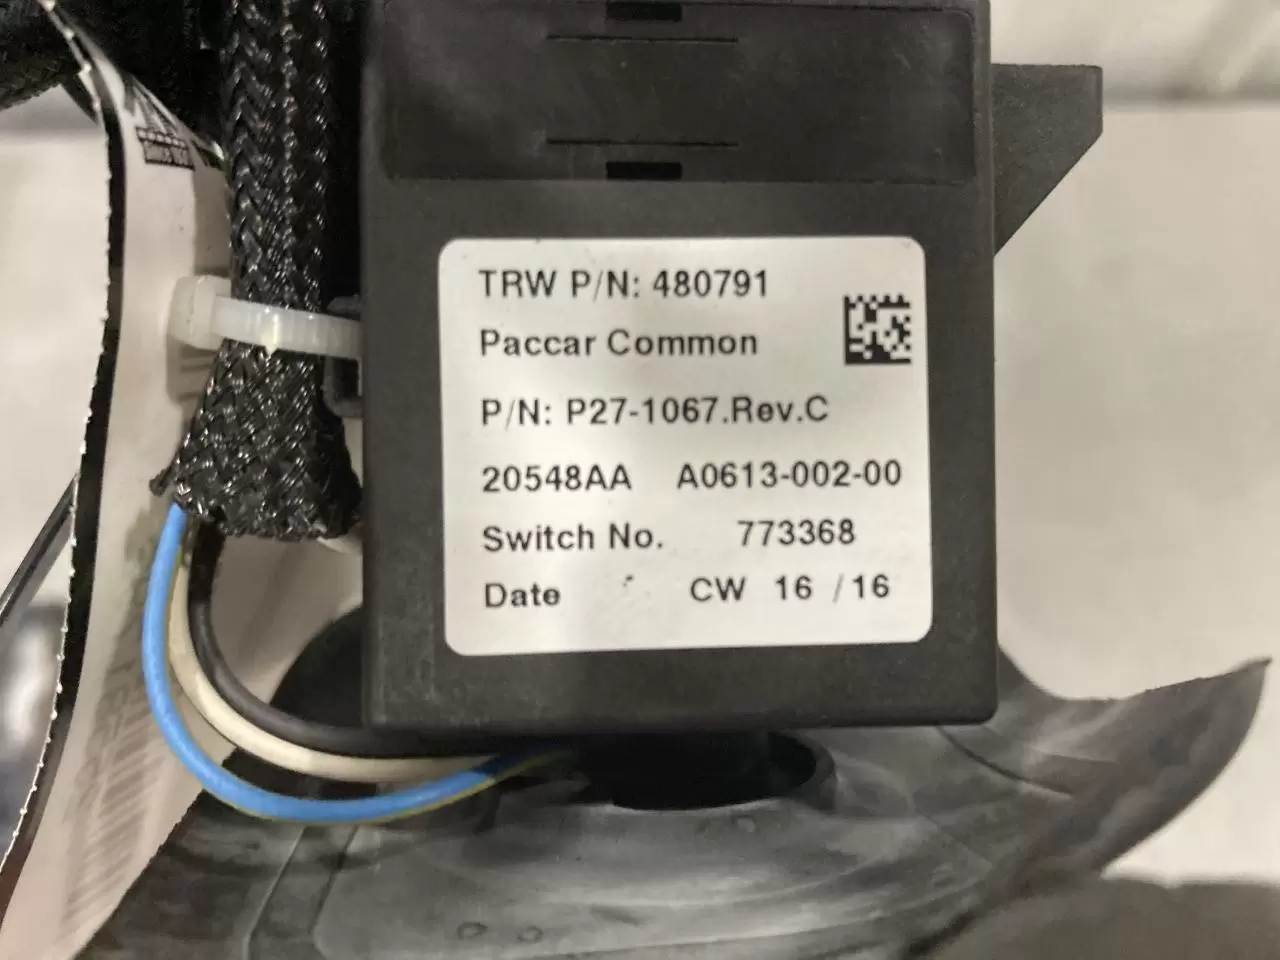 TRW P/N: 480791
Paccar Common
P/N: P27-1067.Rev.C
20548AA A0613-002-00
Switch No. 773368
Date CW 16 /16